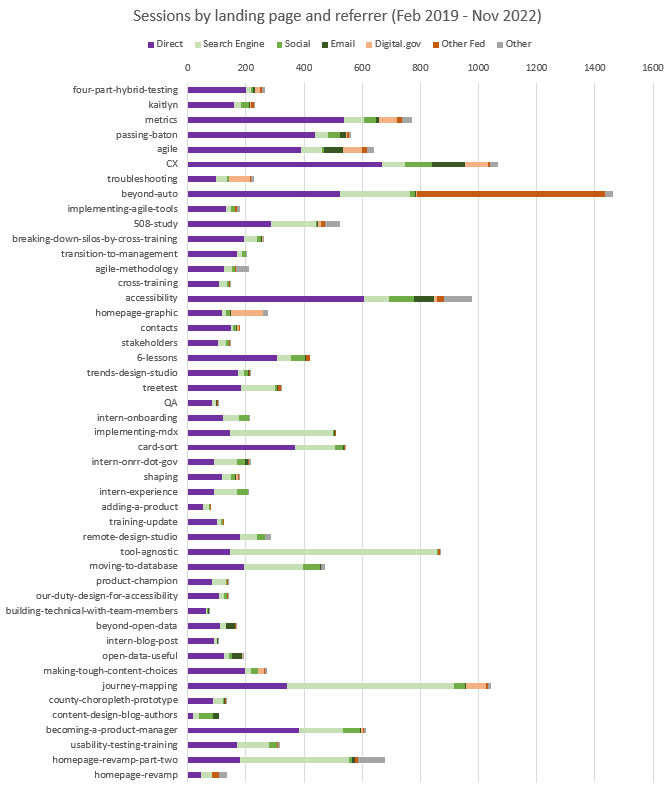 Sessions by landing page and referrer (Feb 2019 - Nov 2022)
Direct Search Engine Social Email Digital.gov Other Fed Other
0 200 400 600 800 1000 1200 1400 1600
four-part-hybrid-testing
kaitlyn
metrics
passing-baton
agile
CX
troubleshooting
beyond-auto
implementing-agile-tools
508-study
breaking-down-silos-by-cross-training
transition-to-management
agile-methodology
cross-training
accessibility
homepage-graphic
contacts
stakeholders
6-lessons
trends-design-studio
treetest
QA
intern-onboarding
implementing-mdx
card-sort
intern-onrr-dot-gov
shaping
intern-experience
adding-a-product
training-update
remote-design-studio
tool-agnostic
moving-to-database
product-champion
our-duty-design-for-accessibility
building-technical-with-team-members
beyond-open-data
intern-blog-post
open-data-useful
making-tough-content-choices
journey-mapping
county-choropleth-prototype
content-design-blog-authors
becoming-a-product-manager
usability-testing-training
homepage-revamp-part-two
homepage-revamp